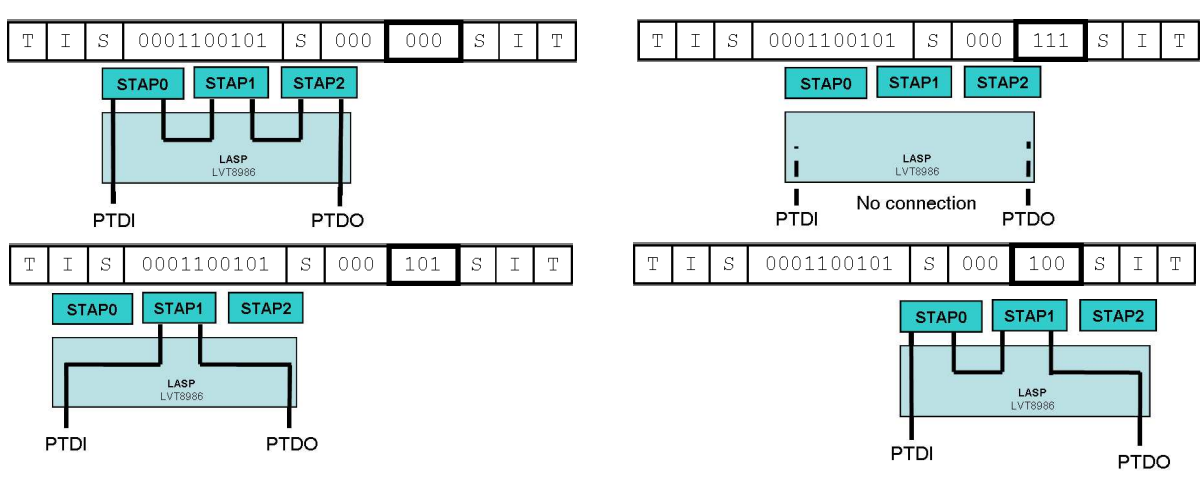 T I S 0001100101 S 000 000 S I T
STAP0 STAP1 STAP2
LASP
LVT8986
PTDI PTDO
T I S 0001100101 S 000 111 S I T
STAP0 STAP1 STAP2
LASP
LVT8986
No connection
PTDI PTDO
T I S 0001100101 S 000 101 S I T
STAP0 STAP1 STAP2
LASP
LVT8986
PTDI PTDO
T I S 0001100101 S 000 100 S I T
STAP0 STAP1 STAP2
LASP
LVT8986
PTDI PTDO